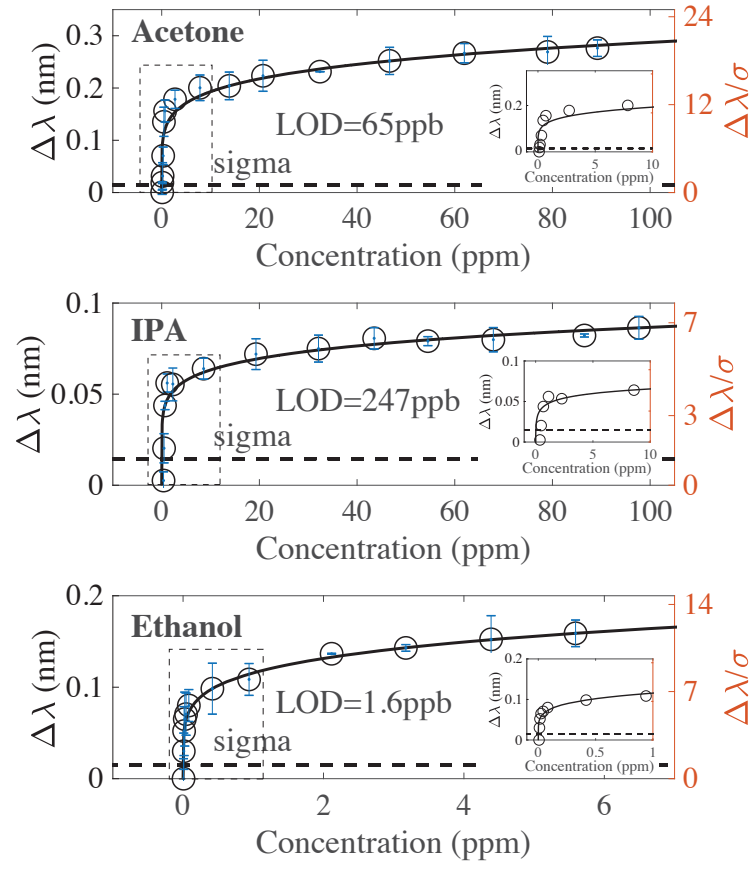 Acetone
0.3
0.2
0.1
0
Δλ (nm)
24
12
0
Δλ/σ
LOD=65ppb
sigma
0.2
0
Δλ (nm)
0 5 10
Concentration (ppm)
0 20 40 60 80 100
Concentration (ppm)
IPA
0.1
0.05
0
Δλ (nm)
7
3
0
Δλ/σ
LOD=247ppb
sigma
0.1
0.05
0
Δλ (nm)
0 5 10
Concentration (ppm)
0 20 40 60 80 100
Concentration (ppm)
Ethanol
0.2
0.1
0
Δλ (nm)
14
7
0
Δλ/σ
LOD=1.6ppb
sigma
0.2
0.1
0
Δλ (nm)
0 0.5 1
Concentration (ppm)
0 2 4 6
Concentration (ppm)